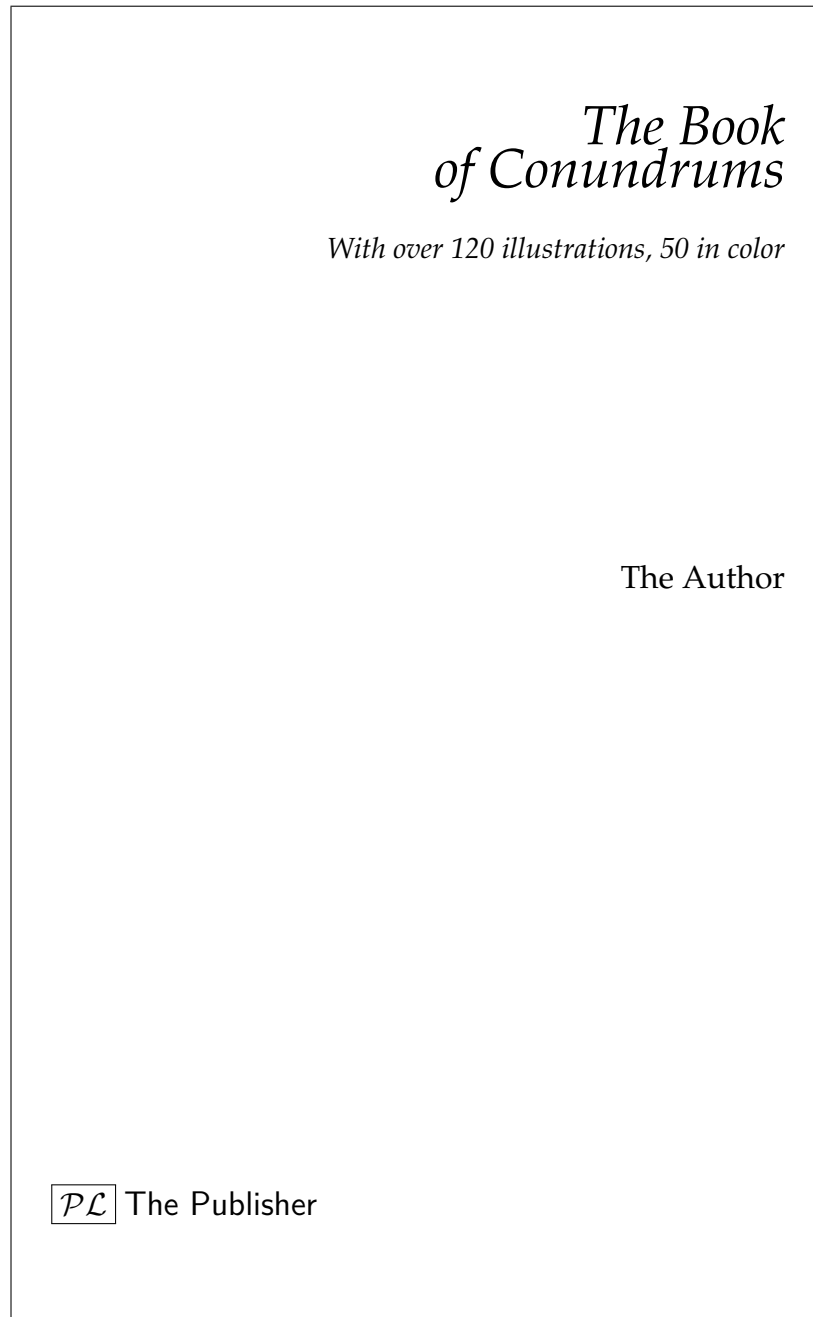 The Book
of Conundrums
With over 120 illustrations, 50 in color
The Author
PL The Publisher